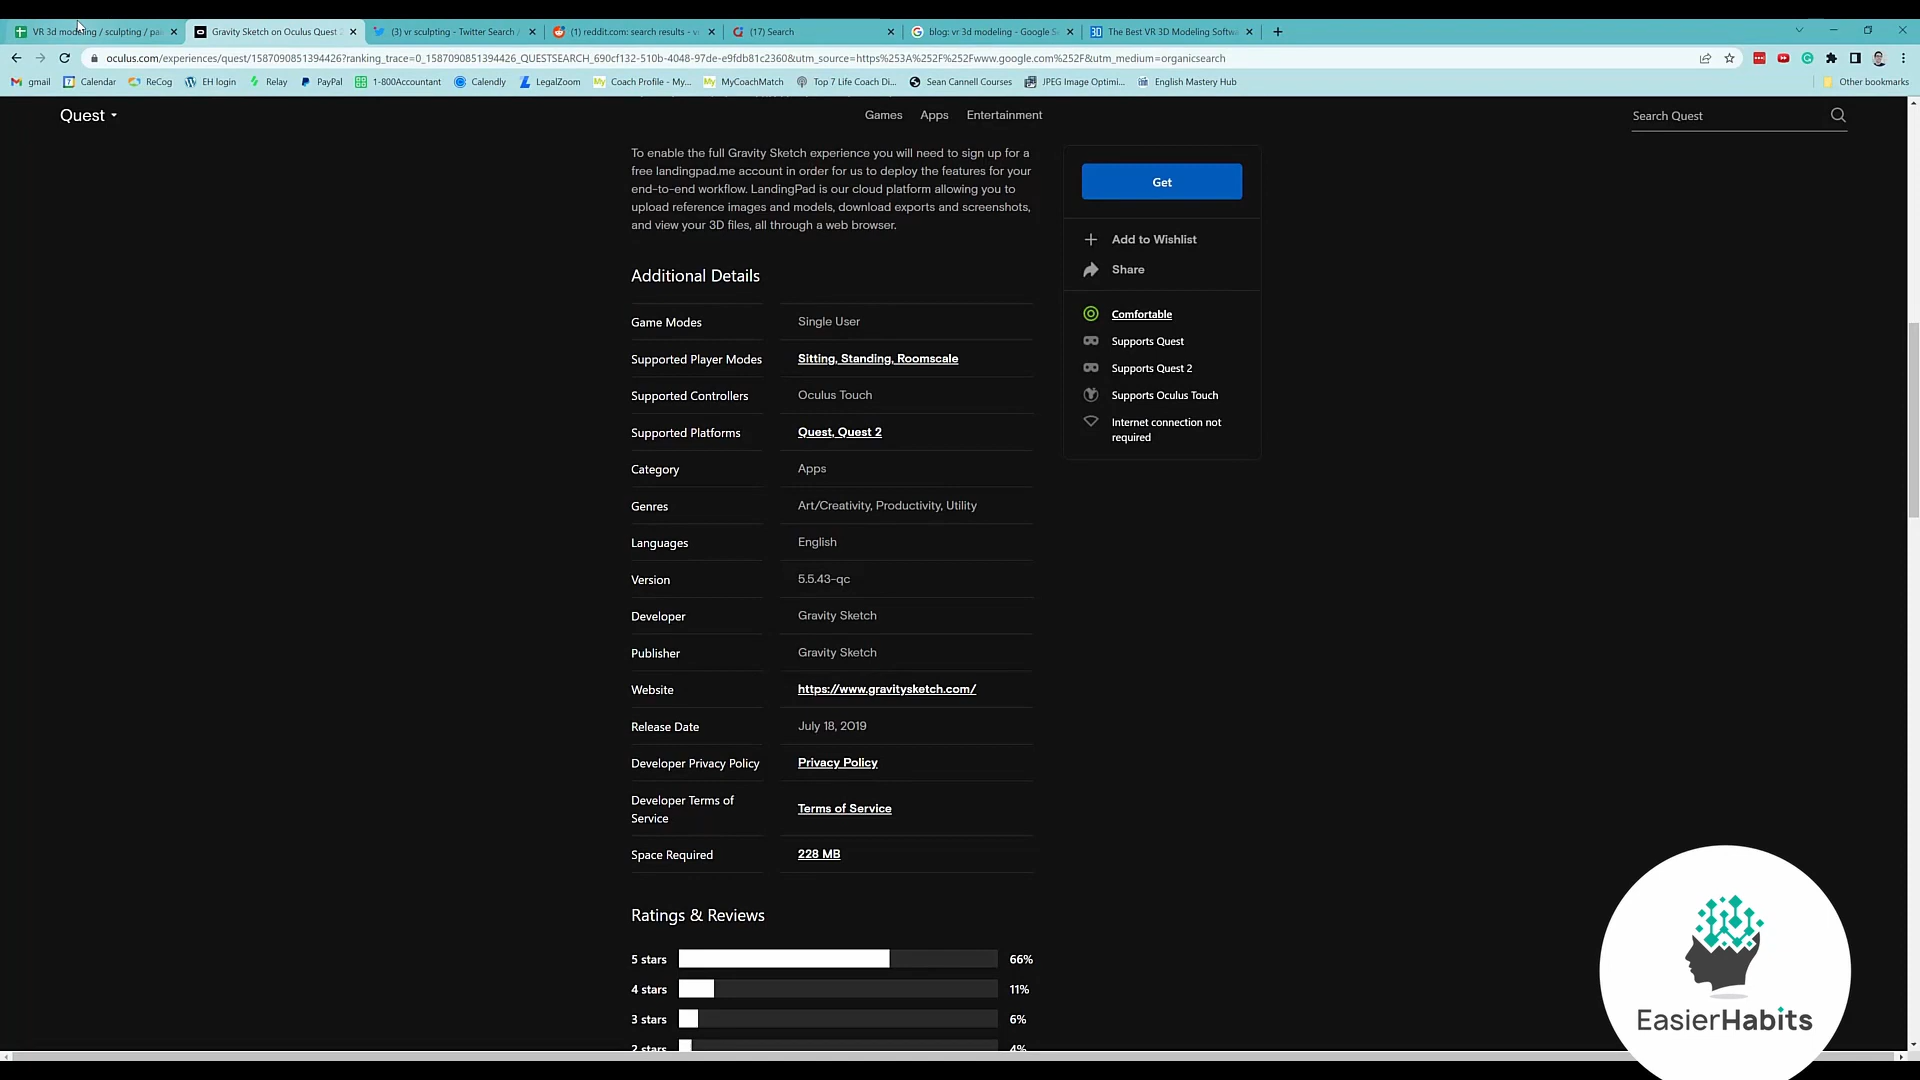 VR 3d modeling / sculpting / pai
Gravity Sketch on Oculus Quest
(3) vr sculpting - Twitter Search /
(1) reddit.com: search results - v
(17) Search
blog: vr 3d modeling - Google S
The Best VR 3D Modeling Softw
oculus.com/experiences/quest/1587090851394426?ranking_trace=0_1587090851394426_QUESTSEARCH_690cf132-510b-4048-97de-e9fdb81c2360&utm_source=https%253A%252F%252Fwww.google.com%252F&utm_medium=organicsearch
gmail
Calendar
ReCog
EH login
Relay
PayPal
1-800Accountant
Calendly
LegalZoom
Coach Profile - My...
MyCoachMatch
Top 7 Life Coach Di...
Sean Cannell Courses
JPEG Image Optimi...
English Mastery Hub
Other bookmarks
Quest
Games
Apps
Entertainment
Search Quest
To enable the full Gravity Sketch experience you will need to sign up for a
free landingpad.me account in order for us to deploy the features for your
end-to-end workflow. LandingPad is our cloud platform allowing you to
upload reference images and models, download exports and screenshots,
and view your 3D files, all through a web browser.
Get
Add to Wishlist
Share
Comfortable
Supports Quest
Supports Quest 2
Supports Oculus Touch
Internet connection not
required
Additional Details
Game Modes Single User
Supported Player Modes Sitting, Standing, Roomscale
Supported Controllers Oculus Touch
Supported Platforms Quest, Quest 2
Category Apps
Genres Art/Creativity, Productivity, Utility
Languages English
Version 5.5.43-qc
Developer Gravity Sketch
Publisher Gravity Sketch
Website https://www.gravitysketch.com/
Release Date July 18, 2019
Developer Privacy Policy Privacy Policy
Developer Terms of
Service
Terms of Service
Space Required 228 MB
Ratings & Reviews
5 stars 66%
4 stars 11%
3 stars 6%
2 stars 4%
EasierHabits